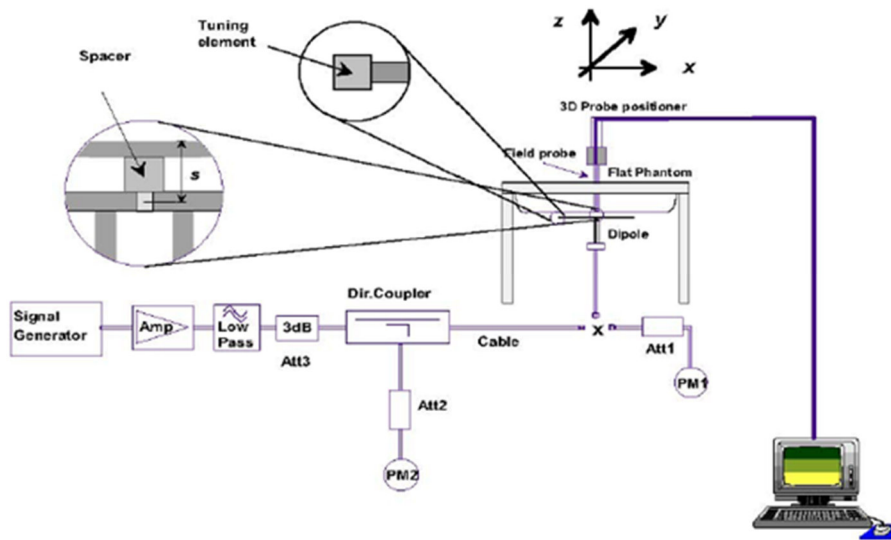 Tuning
element
Spacer
s
z
y
x
3D Probe positioner
Field probe
Flat Phantom
Dipole
Signal
Generator
Amp
Low
Pass
3dB
Att3
Dir.Coupler
Cable
x
Att1
PM1
Att2
PM2